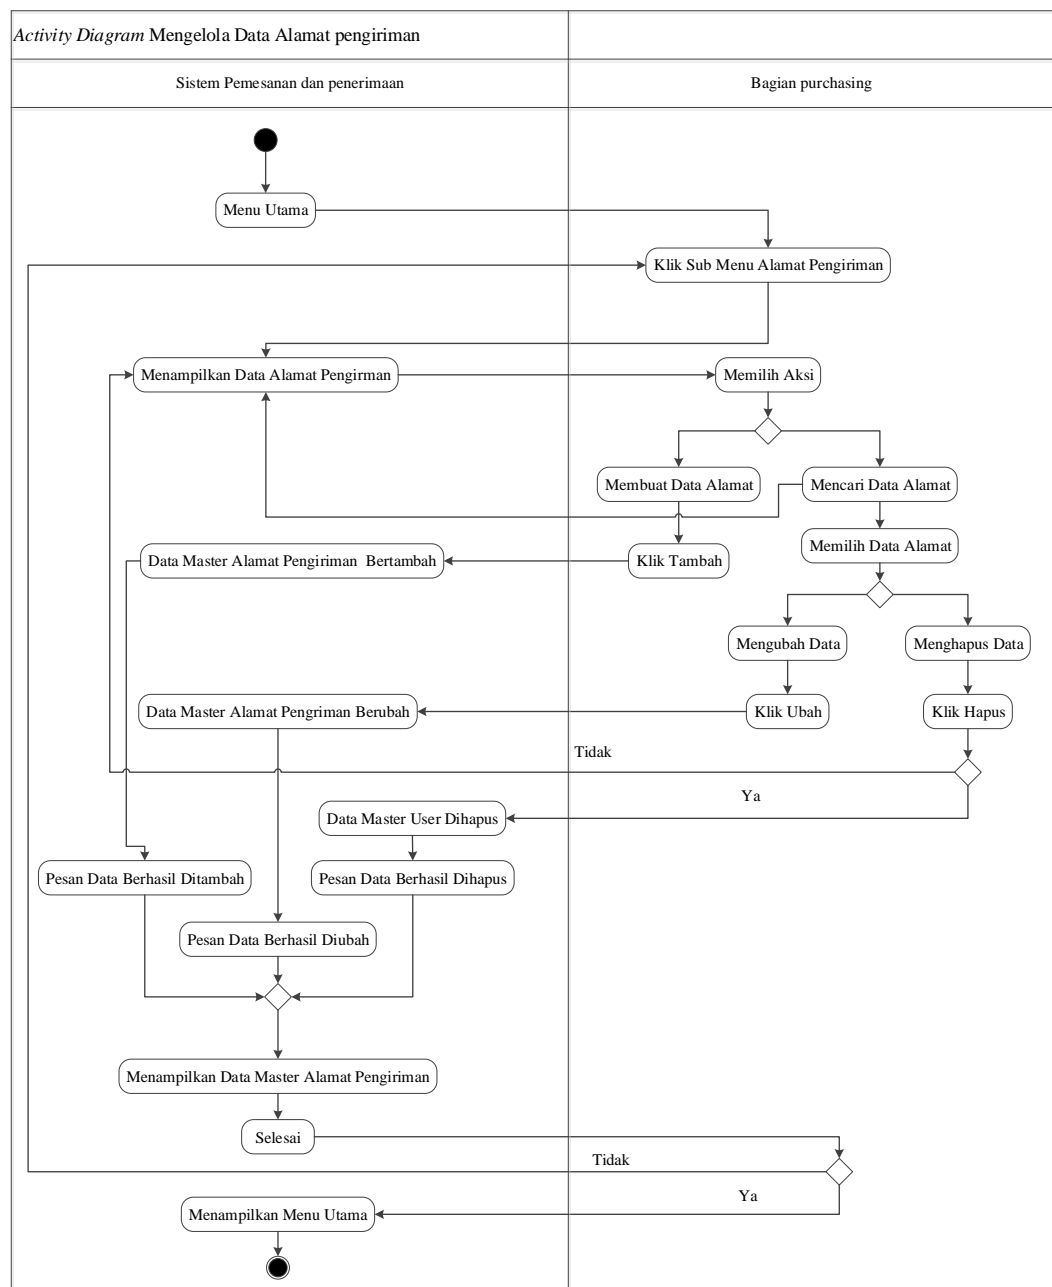 Activity Diagram Mengelola Data Alamat pengiriman
Sistem Pemesanan dan penerimaan
Bagian purchasing
Menu Utama
Klik Sub Menu Alamat Pengiriman
Menampilkan Data Alamat Pengirman
Memilih Aksi
Membuat Data Alamat
Mencari Data Alamat
Data Master Alamat Pengiriman Bertambah
Klik Tambah
Memilih Data Alamat
Mengubah Data
Menghapus Data
Data Master Alamat Pengriman Berubah
Klik Ubah
Klik Hapus
Tidak
Ya
Data Master User Dihapus
Pesan Data Berhasil Ditambah
Pesan Data Berhasil Dihapus
Pesan Data Berhasil Diubah
Menampilkan Data Master Alamat Pengiriman
Selesai
Tidak
Ya
Menampilkan Menu Utama